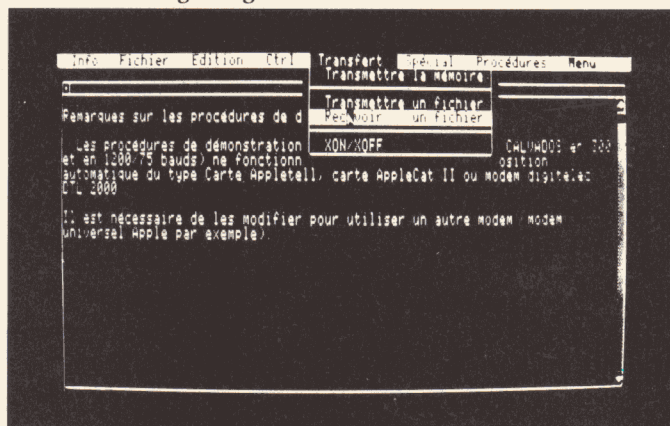 Info Fichier Edition Ctrl Transfert Spécial Procédures Menu
Transmettre la mémoire
Transmettre un fichier
Recevoir un fichier
XON/XOFF
Remarques sur les procédures de d
Les procédures de démonstration CALVADOS en 300
et en 1200/75 bauds) ne fonctionn osition
automatique du type Carte Appletell, carte AppleCat II ou modem digitelec
DTL 2000
Il est nécessaire de les modifier pour utiliser un autre modem (modem
universel Apple par exemple).